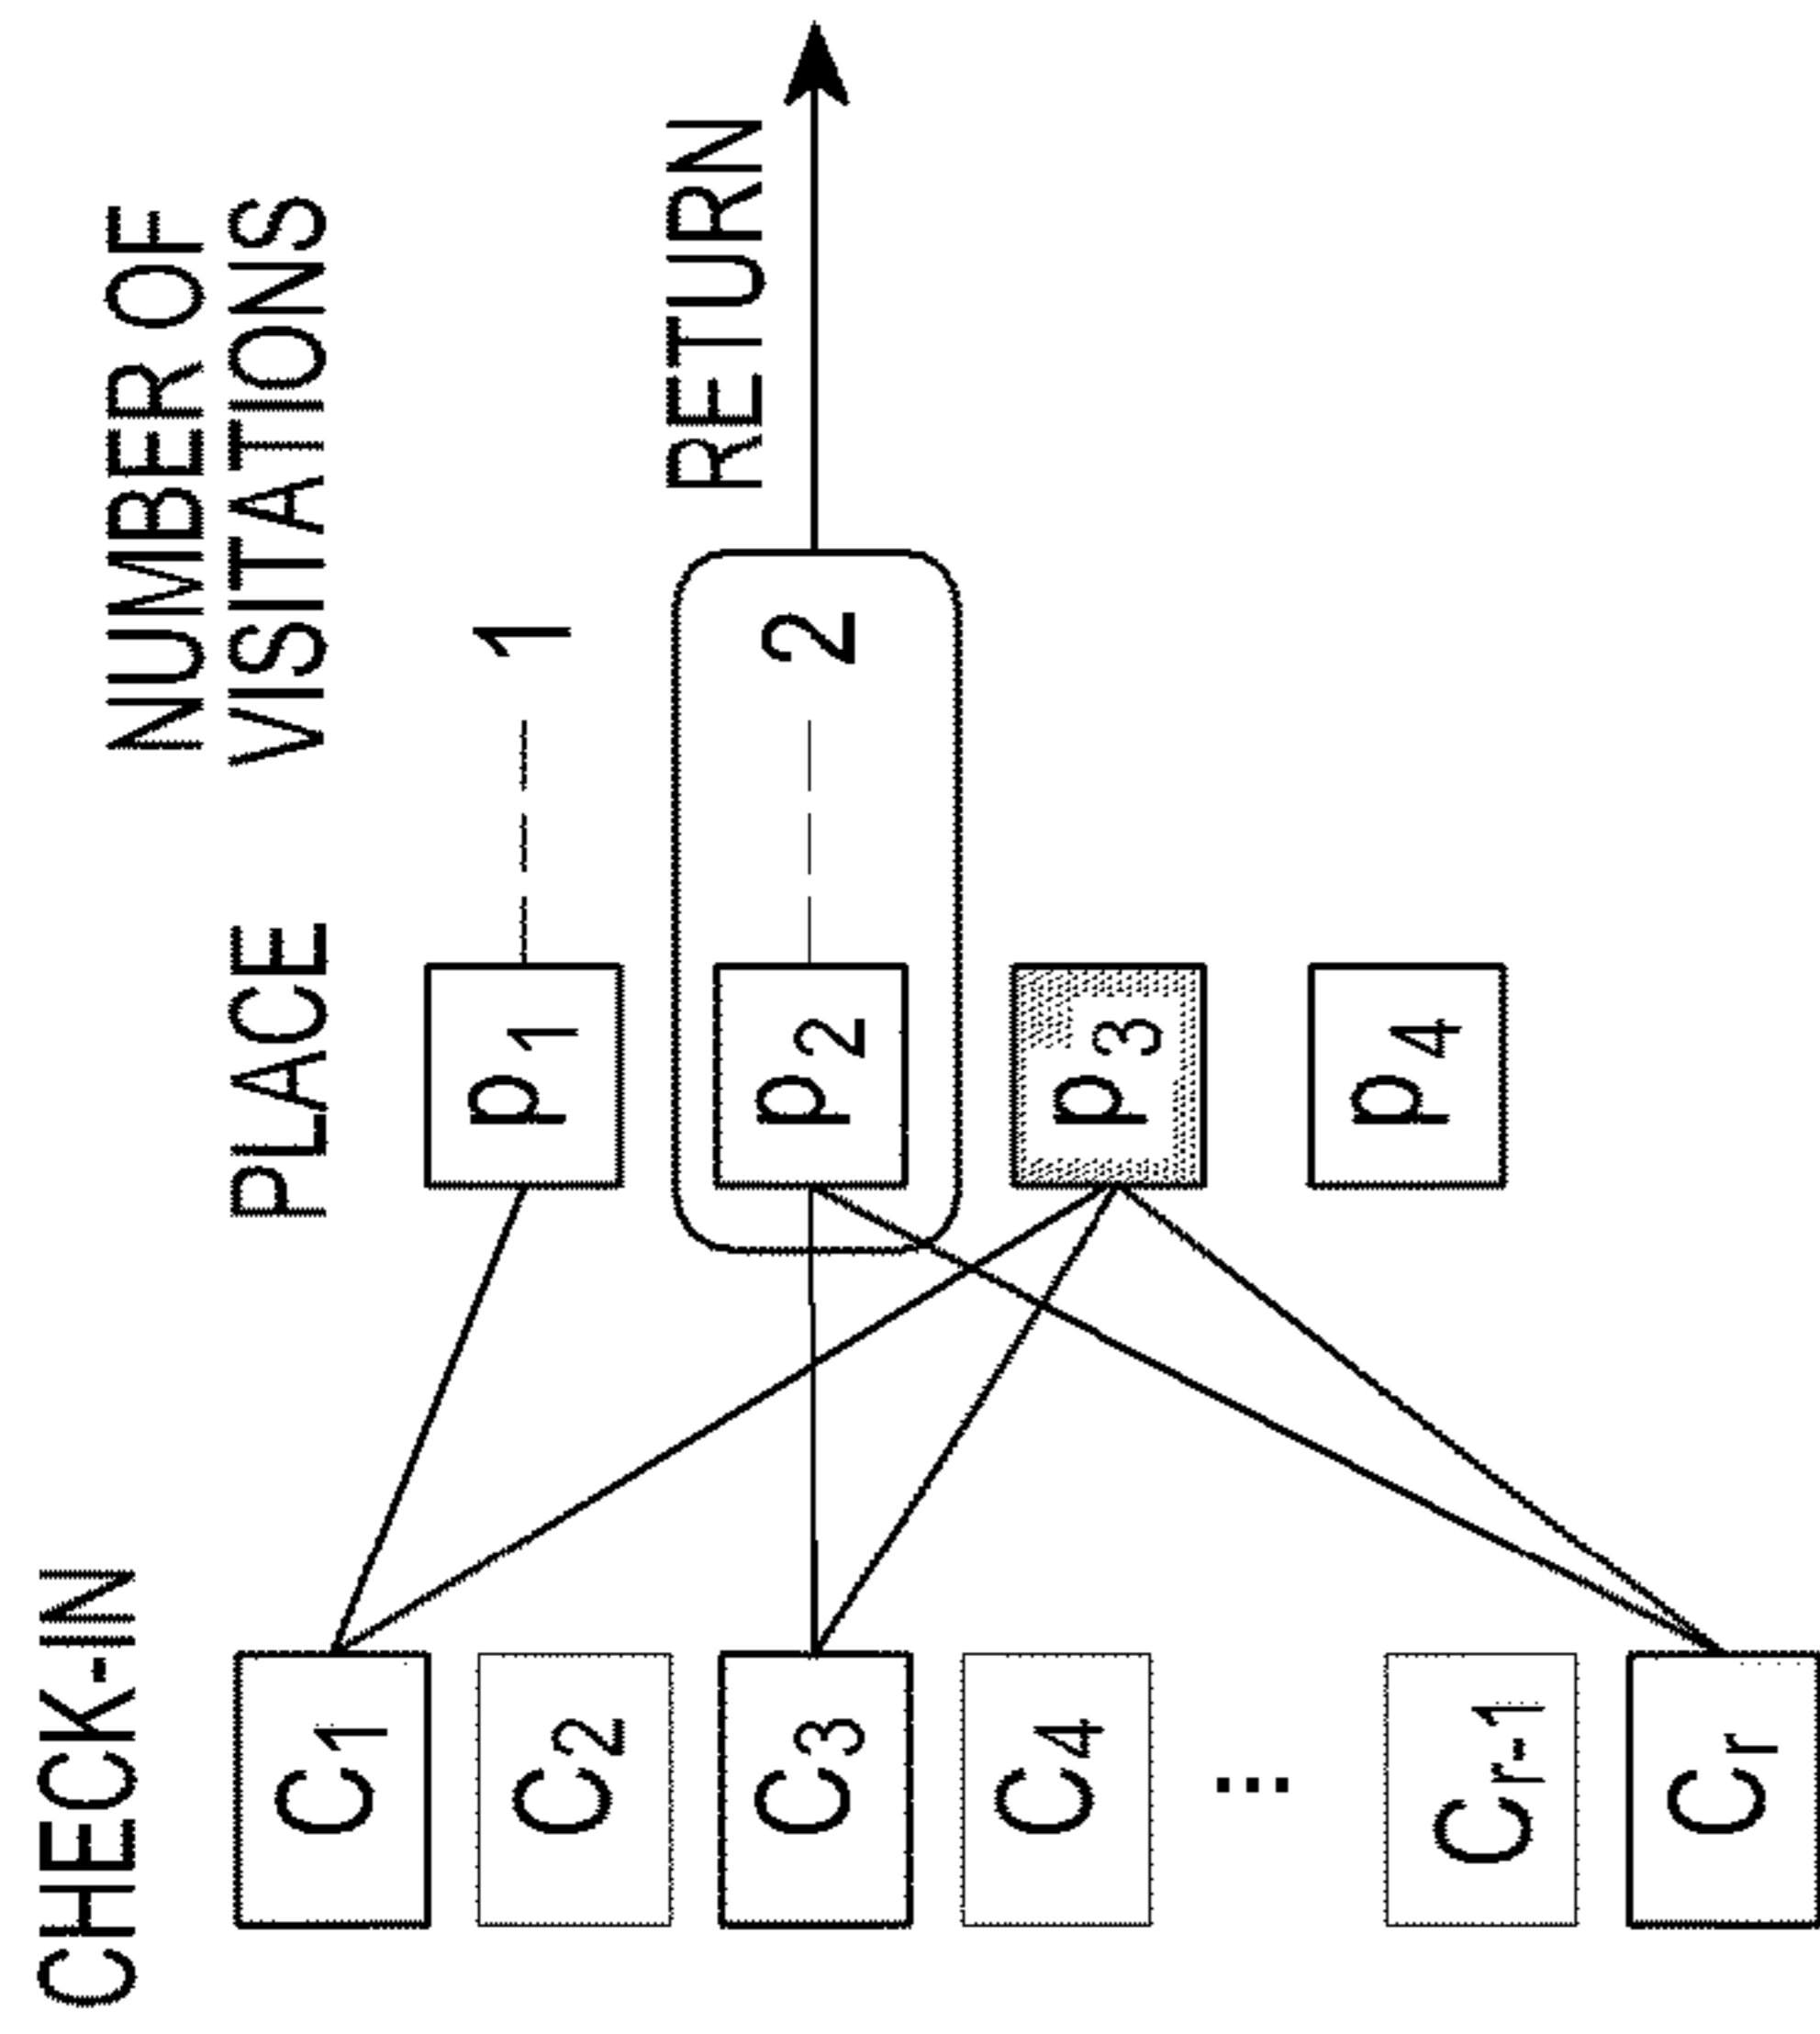 CHECK-IN
PLACE
NUMBER OF
VISITATIONS
C1
C2
C3
C4
⋮
Cr-1
Cr
p1
p2
p3
p4
1
2
RETURN